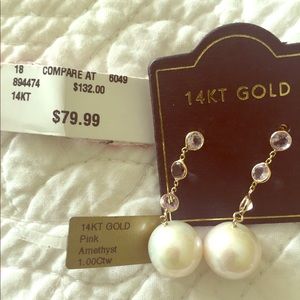 18 COMPARE AT 6049
894474 $132.00
14KT
$79.99
14KT GOLD
14KT GOLD
Pink
Amethyst
1.00Ctw